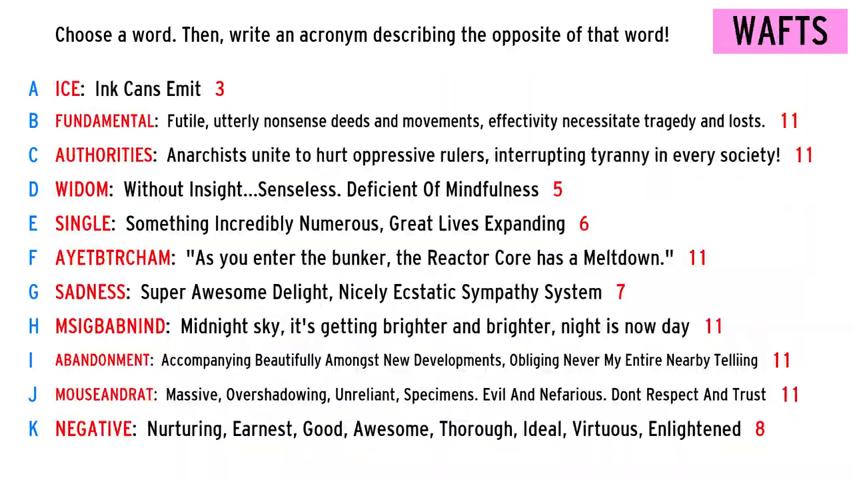 Choose a word. Then, write an acronym describing the opposite of that word! WAFTS
A ICE: Ink Cans Emit 3
B FUNDAMENTAL: Futile, utterly nonsense deeds and movements, effectivity necessitate tragedy and losts. 11
C AUTHORITIES: Anarchists unite to hurt oppressive rulers, interrupting tyranny in every society! 11
D WIDOM: Without Insight...Senseless. Deficient Of Mindfulness 5
E SINGLE: Something Incredibly Numerous, Great Lives Expanding 6
F AYETBTRCHAM: "As you enter the bunker, the Reactor Core has a Meltdown." 11
G SADNESS: Super Awesome Delight, Nicely Ecstatic Sympathy System 7
H MSIGBABNIND: Midnight sky, it's getting brighter and brighter, night is now day 11
I ABANDONMENT: Accompanying Beautifully Amongst New Developments, Obliging Never My Entire Nearby Telliing 11
J MOUSEANDRAT: Massive, Overshadowing, Unreliant, Specimens. Evil And Nefarious. Dont Respect And Trust 11
K NEGATIVE: Nurturing, Earnest, Good, Awesome, Thorough, Ideal, Virtuous, Enlightened 8